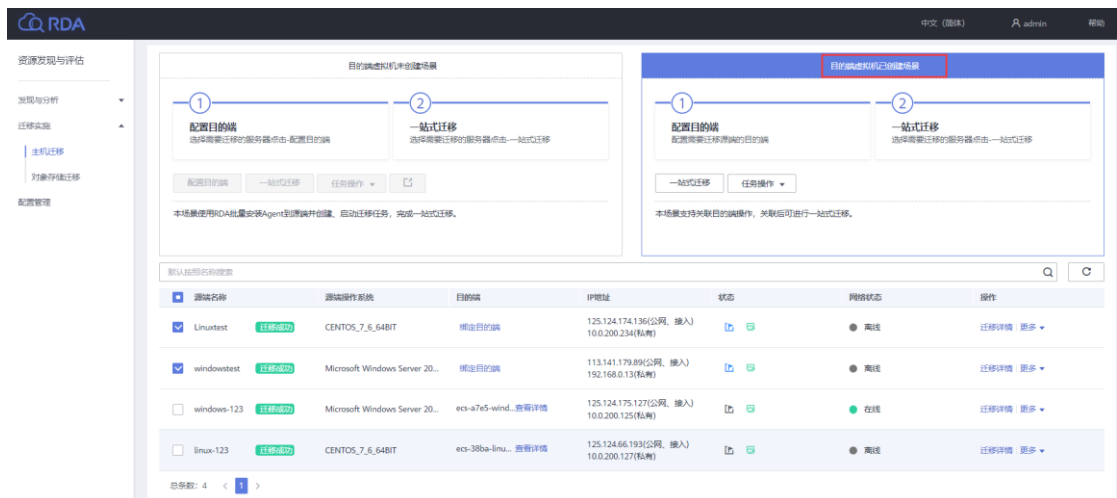 RDA
中文（简体）
admin
帮助
资源发现与评估
发现与分析
迁移实施
主机迁移
对象存储迁移
配置管理
目的端虚拟机未创建场景
1
配置目的端
选择需要迁移的服务器点击-配置目的端
2
一站式迁移
选择需要迁移的服务器点击-一站式迁移
配置目的端
一站式迁移
任务操作
本场景使用RDA批量安装Agent到源端并创建、启动迁移任务，完成一站式迁移。
目的端虚拟机已创建场景
1
配置目的端
配置需要迁移源端的目的端
2
一站式迁移
选择需要迁移的服务器点击-一站式迁移
一站式迁移
任务操作
本场景支持关联目的端操作，关联后可进行一站式迁移。
默认按照名称搜索
源端名称 源端操作系统 目的端 IP地址 状态 网络状态 操作
Linuxtest 迁移成功 CENTOS_7_6_64BIT 绑定目的端 125.124.174.136(公网、接入) 离线 迁移详情 更多
10.0.200.234(私有)
windowstest 迁移成功 Microsoft Windows Server 20... 绑定目的端 113.141.179.89(公网、接入) 离线 迁移详情 更多
192.168.0.13(私有)
windows-123 迁移成功 Microsoft Windows Server 20... ecs-a7e5-wind...查看详情 125.124.175.127(公网、接入) 在线 迁移详情 更多
10.0.200.125(私有)
linux-123 迁移成功 CENTOS_7_6_64BIT ecs-38ba-linu... 查看详情 125.124.66.193(公网、接入) 离线 迁移详情 更多
10.0.200.127(私有)
总条数：4 < 1 >